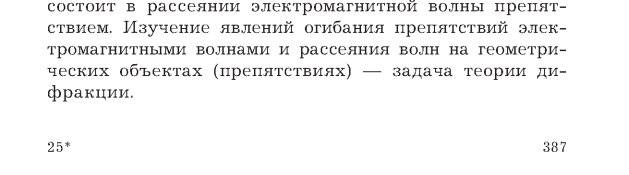 состоит в рассеянии электромагнитной волны препят-
ствием. Изучение явлений огибания препятствий элек-
тромагнитными волнами и рассеяния волн на геометри-
ческих объектах (препятствиях) — задача теории ди-
фракции.
25* 387